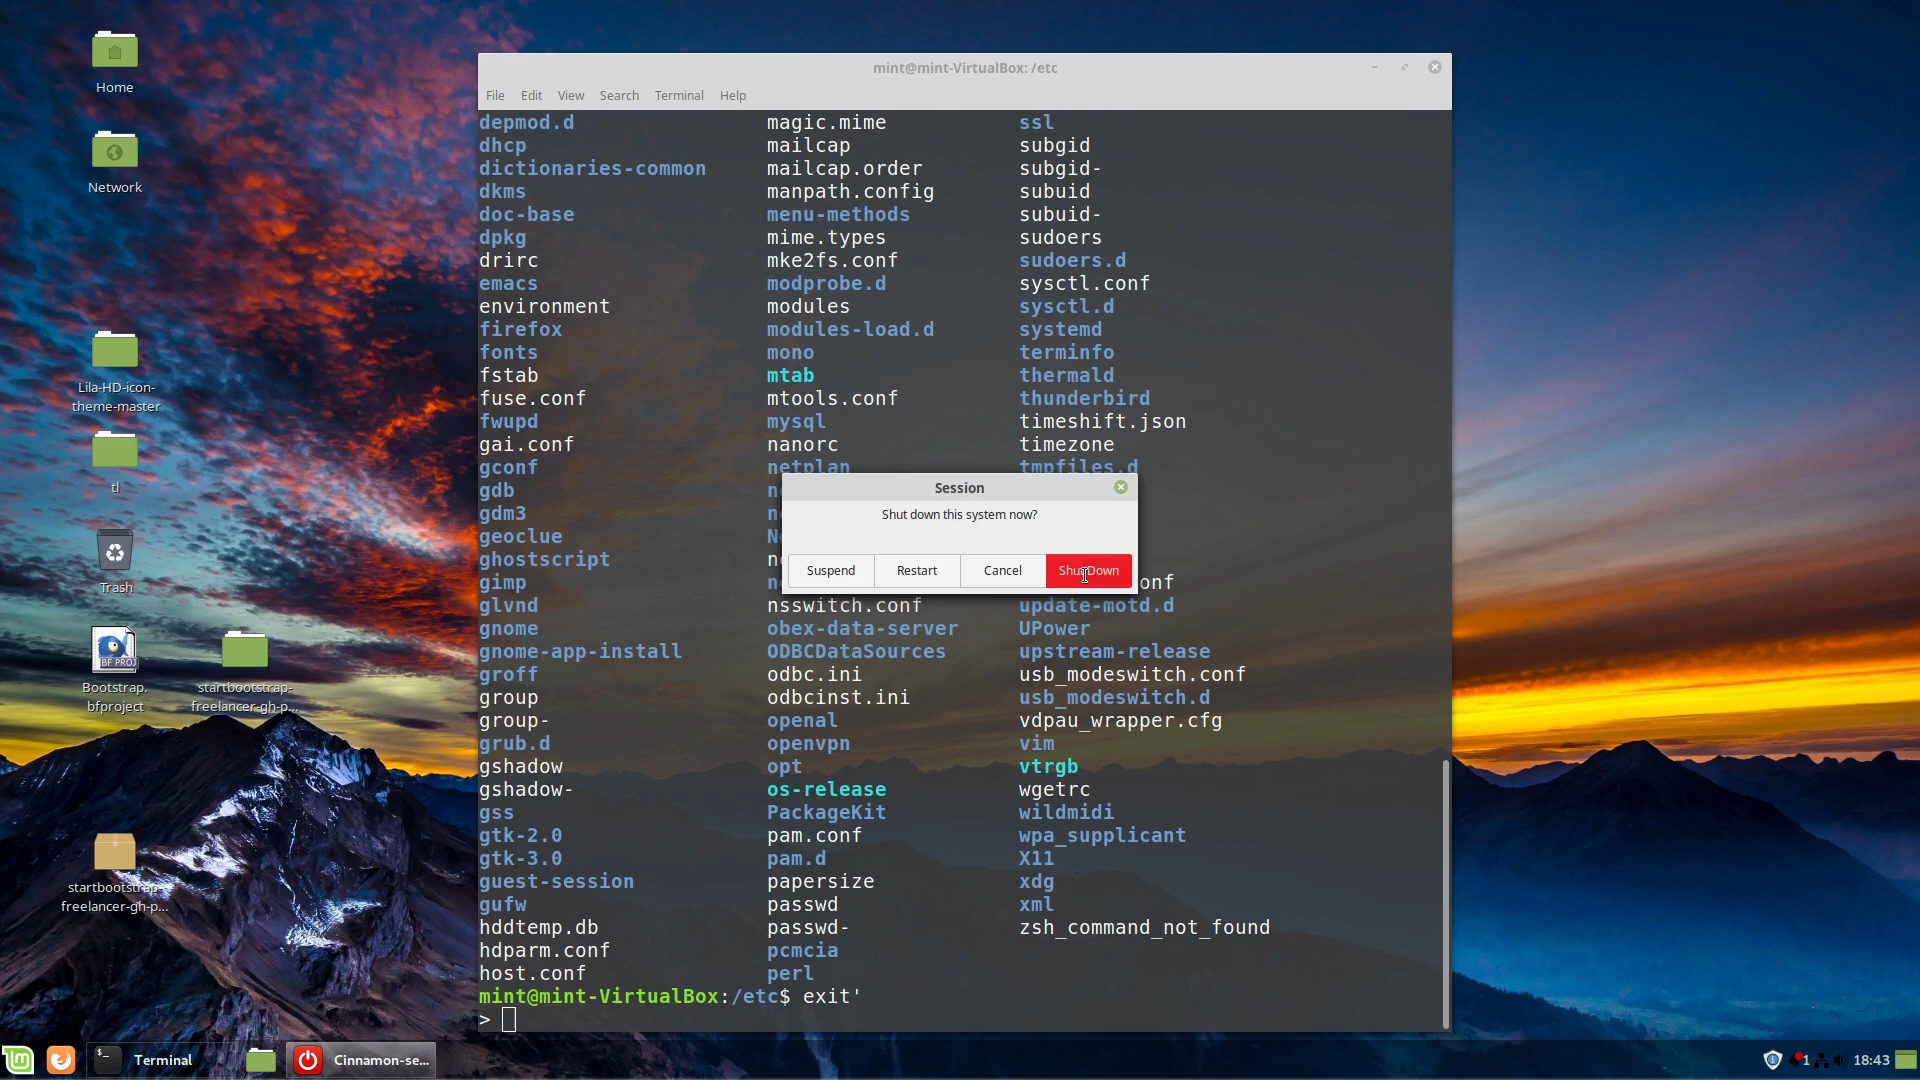 Home
Network
Lila-HD-icon-
theme-master
tl
Trash
BF PROJ
Bootstrap.
bfproject
startbootstrap-
freelancer-gh-p...
startbootstrap-
freelancer-gh-p...
mint@mint-VirtualBox: /etc
File Edit View Search Terminal Help
depmod.d magic.mime ssl
dhcp mailcap subgid
dictionaries-common mailcap.order subgid-
dkms manpath.config subuid
doc-base menu-methods subuid-
dpkg mime.types sudoers
drirc mke2fs.conf sudoers.d
emacs modprobe.d sysctl.conf
environment modules sysctl.d
firefox modules-load.d systemd
fonts mono terminfo
fstab mtab thermald
fuse.conf mtools.conf thunderbird
fwupd mysql timeshift.json
gai.conf nanorc timezone
gconf netplan tmpfiles.d
gdb
gdm3
geoclue
ghostscript
gimp
glvnd nsswitch.conf update-motd.d
gnome obex-data-server UPower
gnome-app-install ODBCDataSources upstream-release
groff odbc.ini usb_modeswitch.conf
group odbcinst.ini usb_modeswitch.d
group- openal vdpau_wrapper.cfg
grub.d openvpn vim
gshadow opt vtrgb
gshadow- os-release wgetrc
gss PackageKit wildmidi
gtk-2.0 pam.conf wpa_supplicant
gtk-3.0 pam.d X11
guest-session papersize xdg
gufw passwd xml
hddtemp.db passwd- zsh_command_not_found
hdparm.conf pcmcia
host.conf perl
mint@mint-VirtualBox:/etc$ exit'
>
Session
Shut down this system now?
Suspend Restart Cancel Shut Down
Terminal Cinnamon-se... 1 18:43